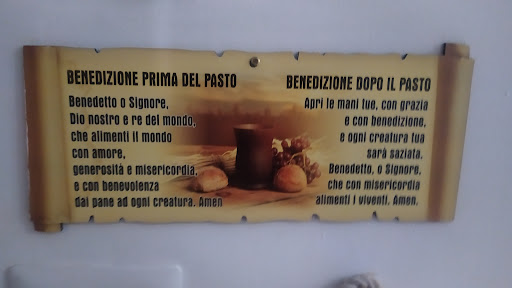 BENEDIZIONE PRIMA DEL PASTO
Benedetto o Signore,
Dio nostro e re del mondo,
che alimenti il mondo
con amore,
generosità e misericordia,
e con benevolenza
dai pane ad ogni creatura. Amen
BENEDIZIONE DOPO IL PASTO
Apri le mani tue, con grazia
e con benedizione,
e ogni creatura tua
sarà saziata.
Benedetto, o Signore,
che con misericordia
alimenti i viventi. Amen.